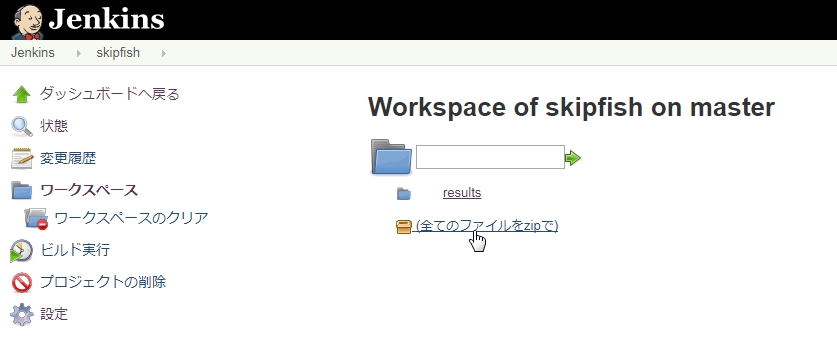 Jenkins
Jenkins
skipfish
ダッシュボードへ戻る
状態
変更履歴
ワークスペース
ワークスペースのクリア
ビルド実行
プロジェクトの削除
設定
Workspace of skipfish on master
results
(全てのファイルをzipで)